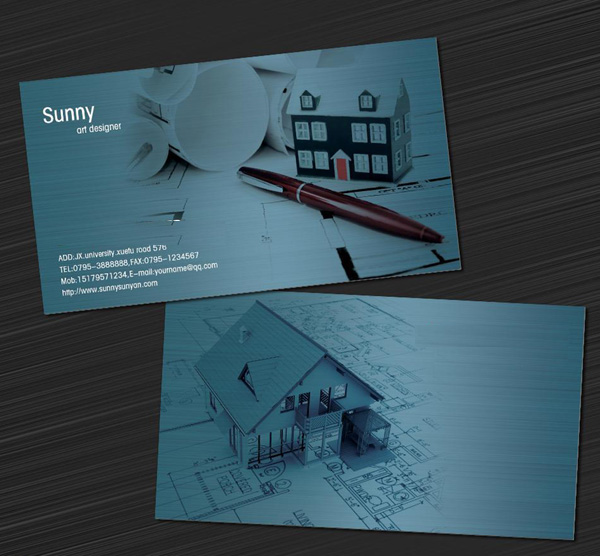 Sunny
art designer
ADD:JX.university xuefu road 576
TEL:0795-3888888,FAX:0795-1234567
Mob:15179571234,E-mail:yourname@qq.com
http://www.sunnysunyan.com